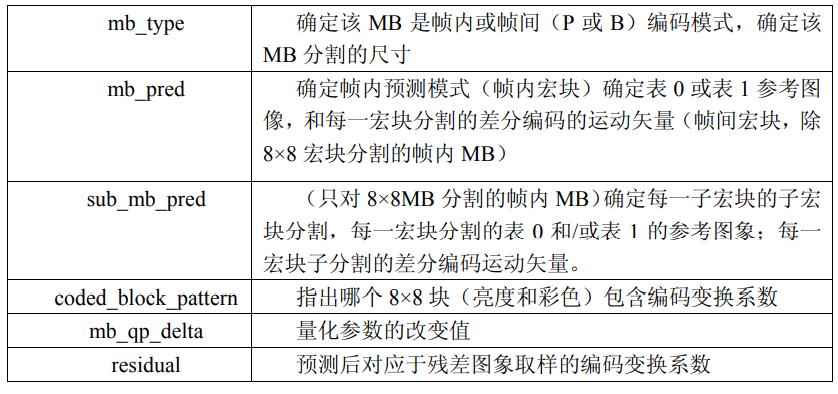 mb_type
确定该 MB 是帧内或帧间（P 或 B）编码模式，确定该
MB 分割的尺寸
mb_pred
确定帧内预测模式（帧内宏块）确定表 0 或表 1 参考图
像，和每一宏块分割的差分编码的运动矢量（帧间宏块，除
8×8 宏块分割的帧内 MB）
sub_mb_pred
（只对 8×8MB 分割的帧内 MB）确定每一子宏块的子宏
块分割，每一宏块分割的表 0 和/或表 1 的参考图象；每一
宏块子分割的差分编码运动矢量。
coded_block_pattern
指出哪个 8×8 块（亮度和彩色）包含编码变换系数
mb_qp_delta
量化参数的改变值
residual
预测后对应于残差图象取样的编码变换系数